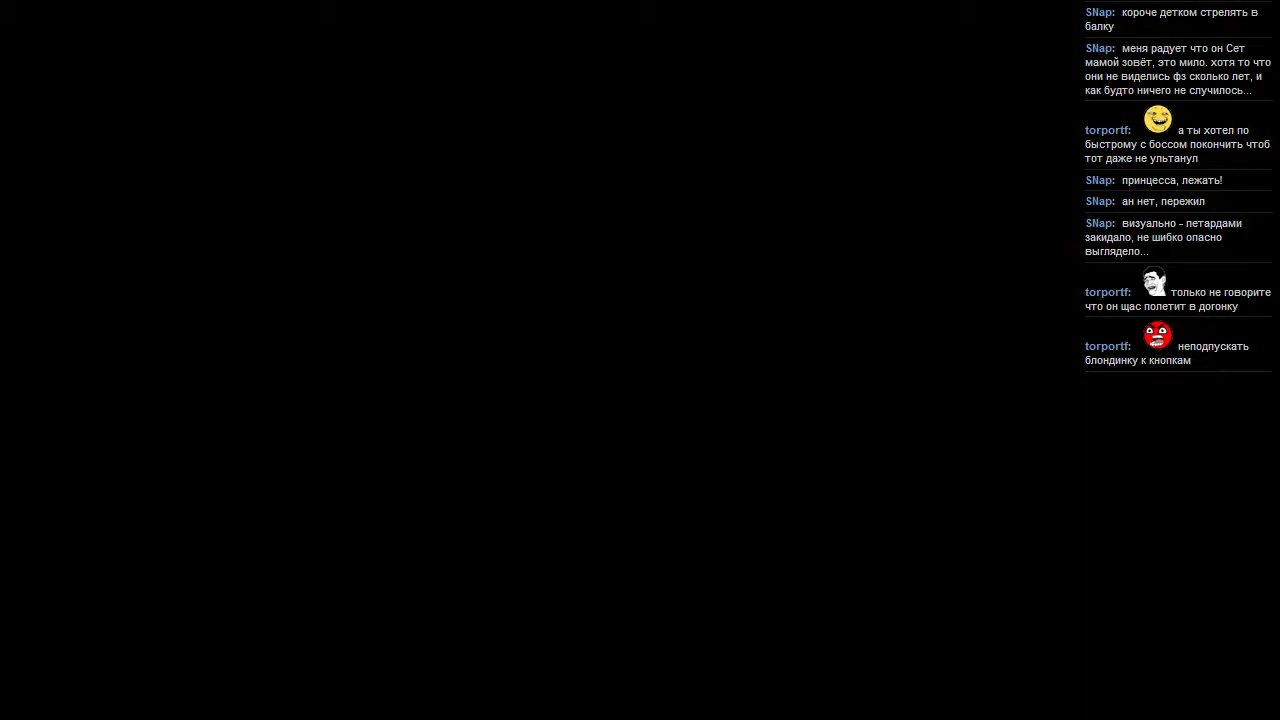 SNap: короче детком стрелять в
балку
SNap: меня радует что он Сет
мамой зовёт, это мило. хотя то что
они не виделись фз сколько лет, и
как будто ничего не случилось...
torportf: а ты хотел по
быстрому с боссом покончить чтоб
тот даже не ультанул
SNap: принцесса, лежать!
SNap: ан нет, пережил
SNap: визуально - петардами
закидало, не шибко опасно
выглядело...
torportf: только не говорите
что он щас полетит в догонку
torportf: неподпускать
блондинку к кнопкам